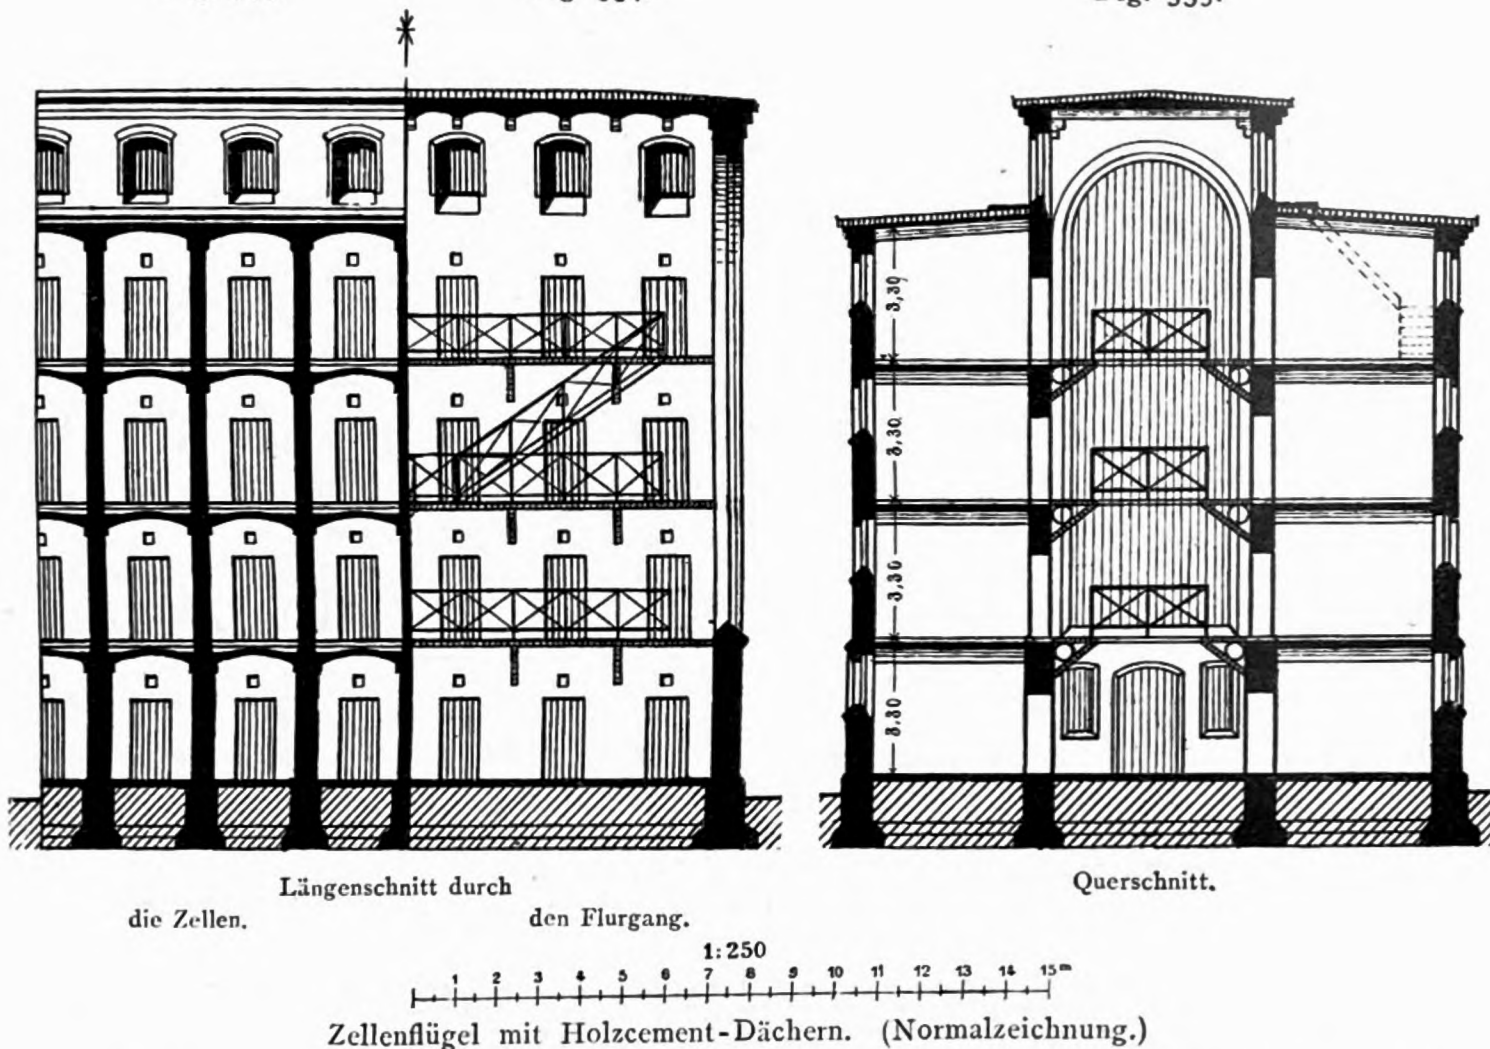 3,30
3,30
3,30
3,30
Längenschnitt durch
die Zellen. den Flurgang.
Querschnitt.
1:250
1 2 3 4 5 6 7 8 9 10 11 12 13 14 15 m
Zellenflügel mit Holzcement-Dächern. (Normalzeichnung.)